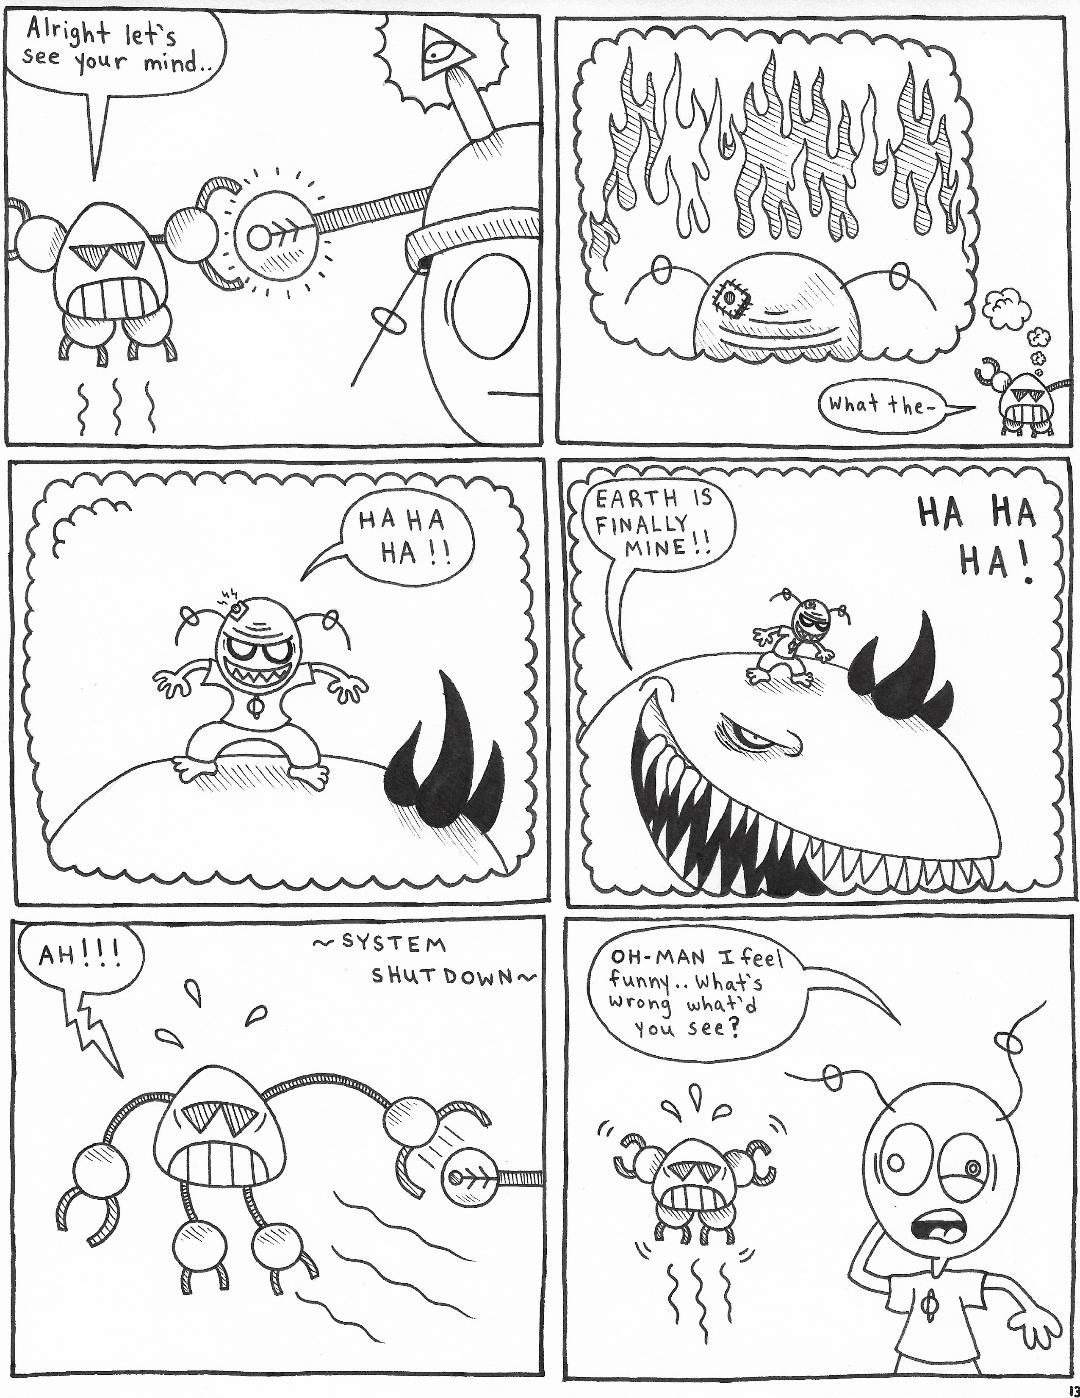 Alright let's
see your mind..
What the-
HA HA
HA!!
EARTH IS
FINALLY
MINE!!
HA HA
HA!
AH!!!
~SYSTEM
SHUTDOWN~
OH-MAN I feel
funny.. What's
wrong what'd
you see?
13